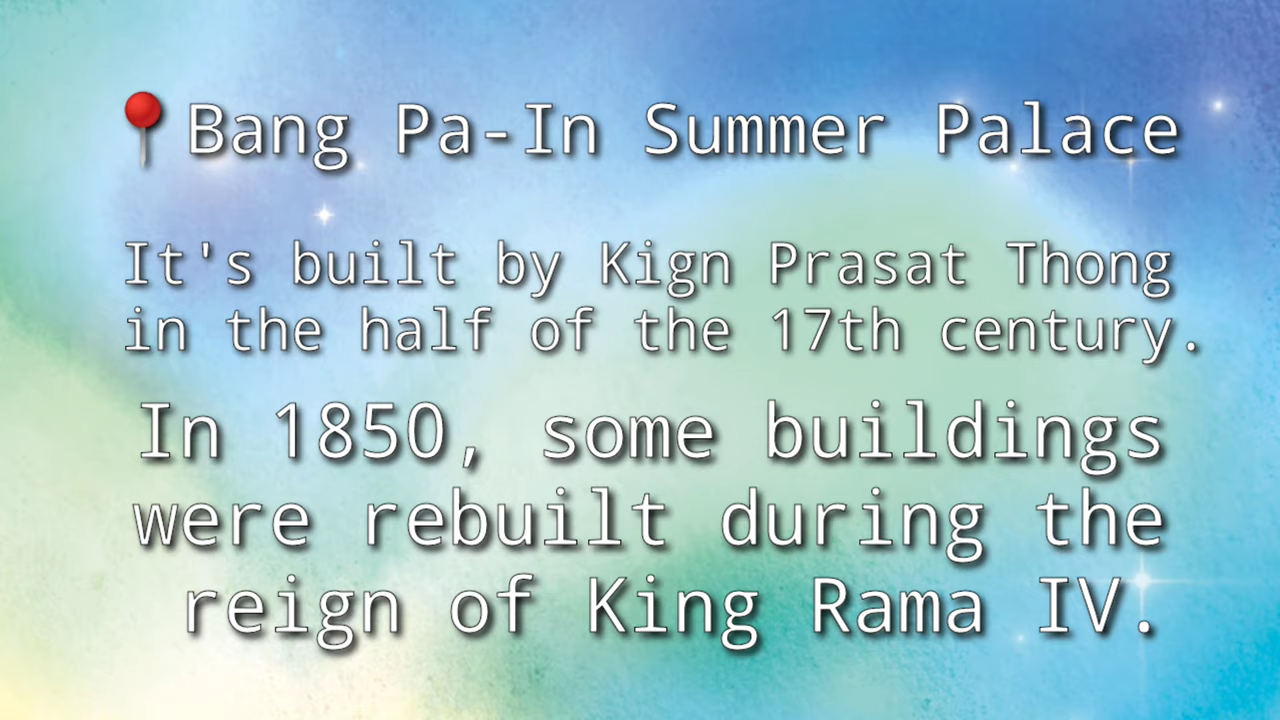 📍Bang Pa-In Summer Palace
It's built by Kign Prasat Thong
in the half of the 17th century.
In 1850, some buildings
were rebuilt during the
reign of King Rama IV.